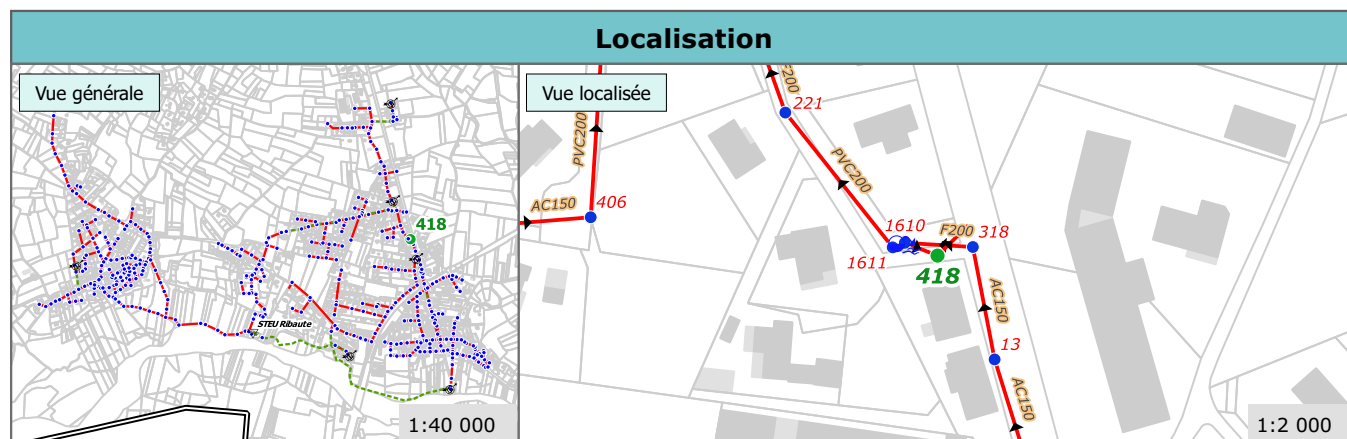 Localisation
Vue générale
418
STEU Ribaute
1:40 000
Vue localisée
F200
221
PVC200
PVC200
AC150
406
1610
F200
318
1611
418
AC150
13
AC150
1:2 000